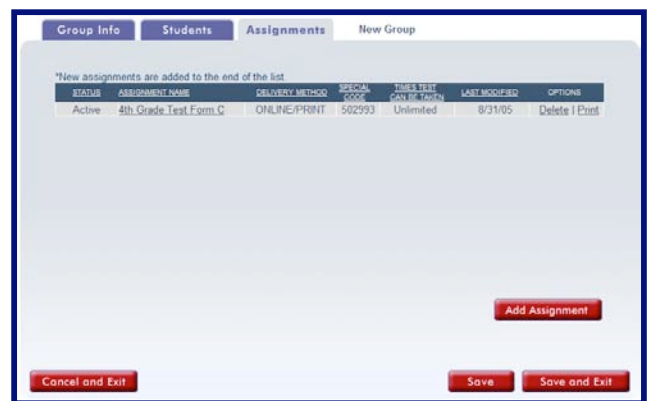 Group Info Students Assignments New Group
*New assignments are added to the end of the list
STATUS ASSIGNMENT NAME DELIVERY METHOD SPECIAL CODE TIMES TEST CAN BE TAKEN LAST MODIFIED OPTIONS
Active 4th Grade Test Form C ONLINE/PRINT 502993 Unlimited 8/31/05 Delete | Print
Add Assignment
Cancel and Exit Save Save and Exit